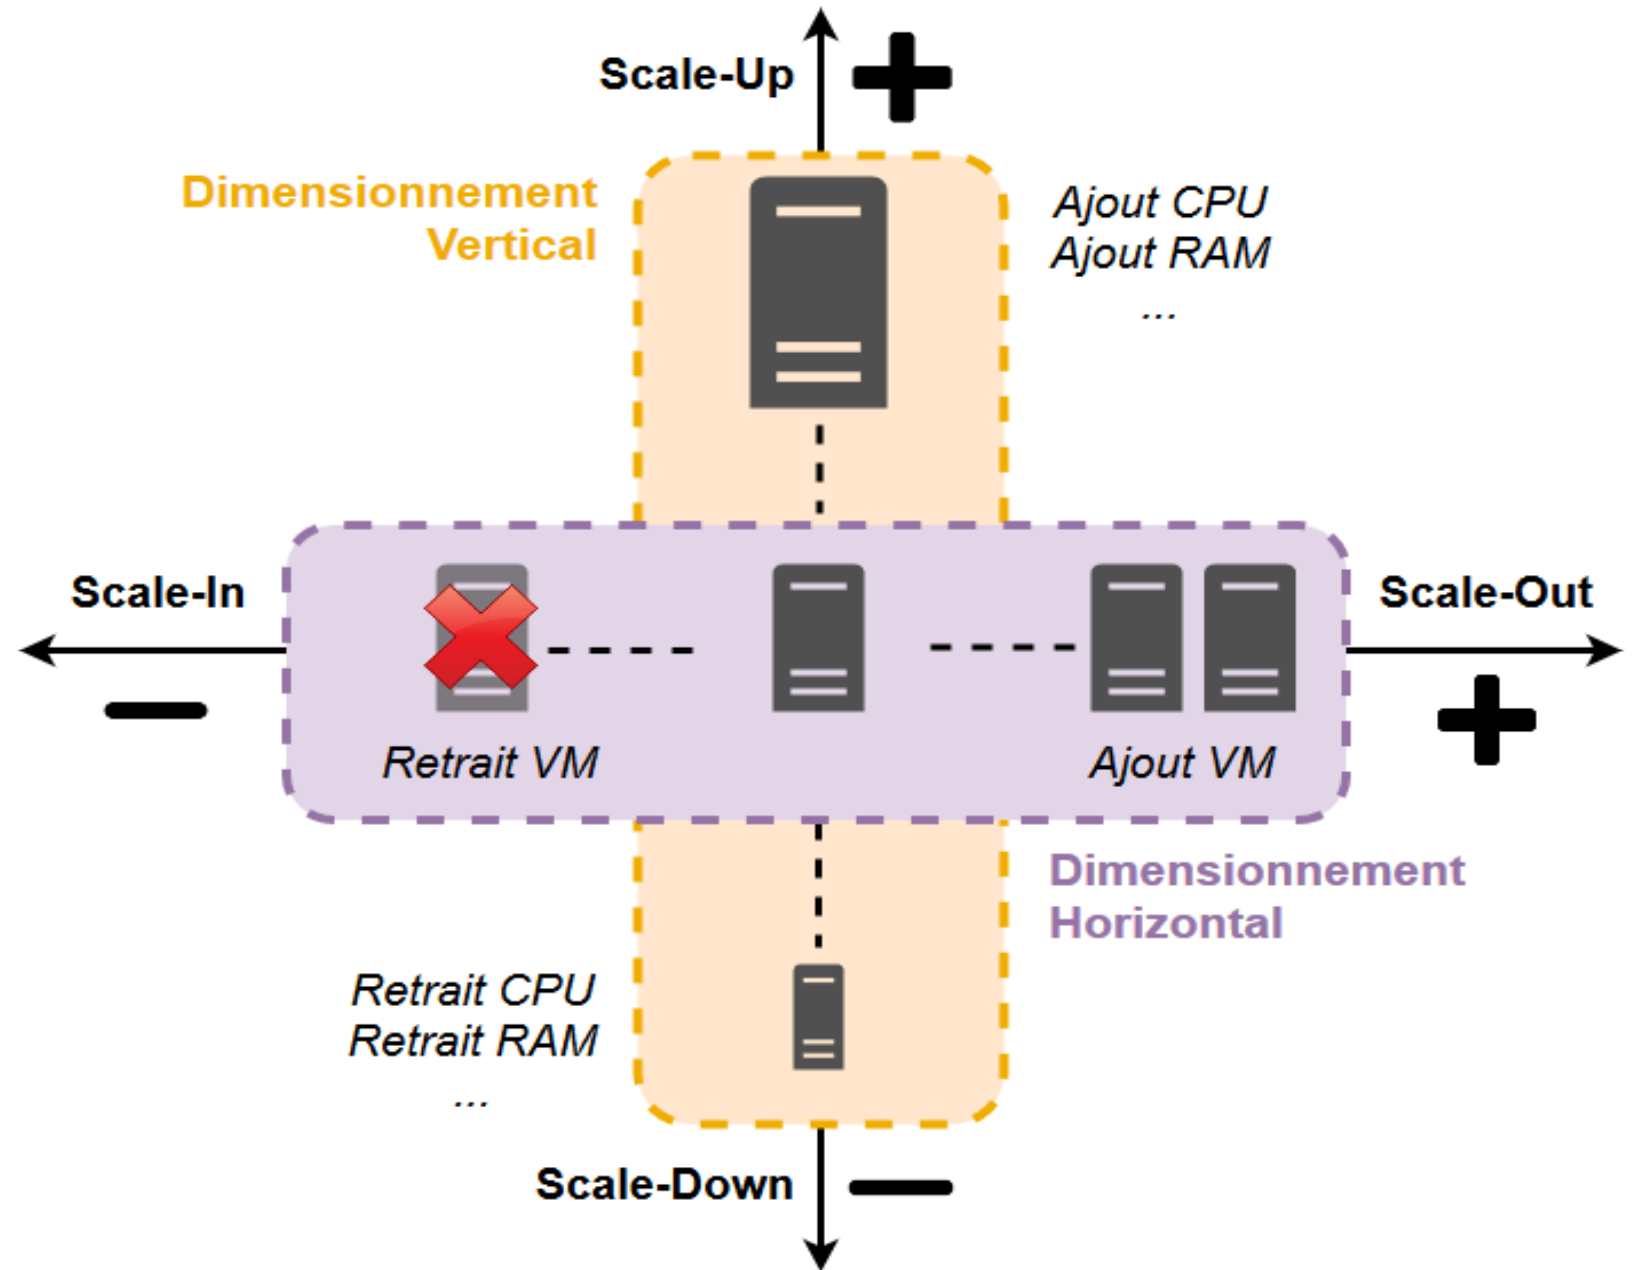 Scale-Up
Dimensionnement
Vertical
Ajout CPU
Ajout RAM
...
Scale-In
Scale-Out
Retrait VM
Ajout VM
Dimensionnement
Horizontal
Retrait CPU
Retrait RAM
...
Scale-Down